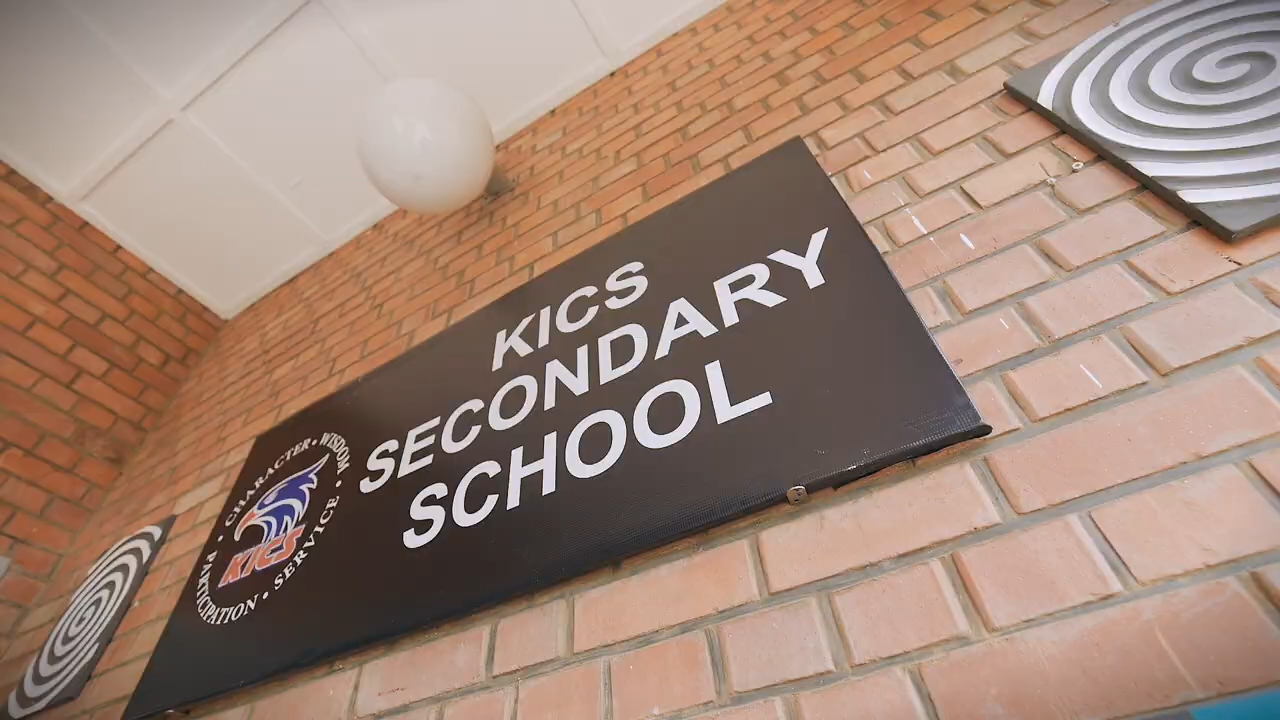 KICS
SECONDARY
SCHOOL
CHARACTER • WISDOM • SERVICE • PARTICIPATION •
KICS